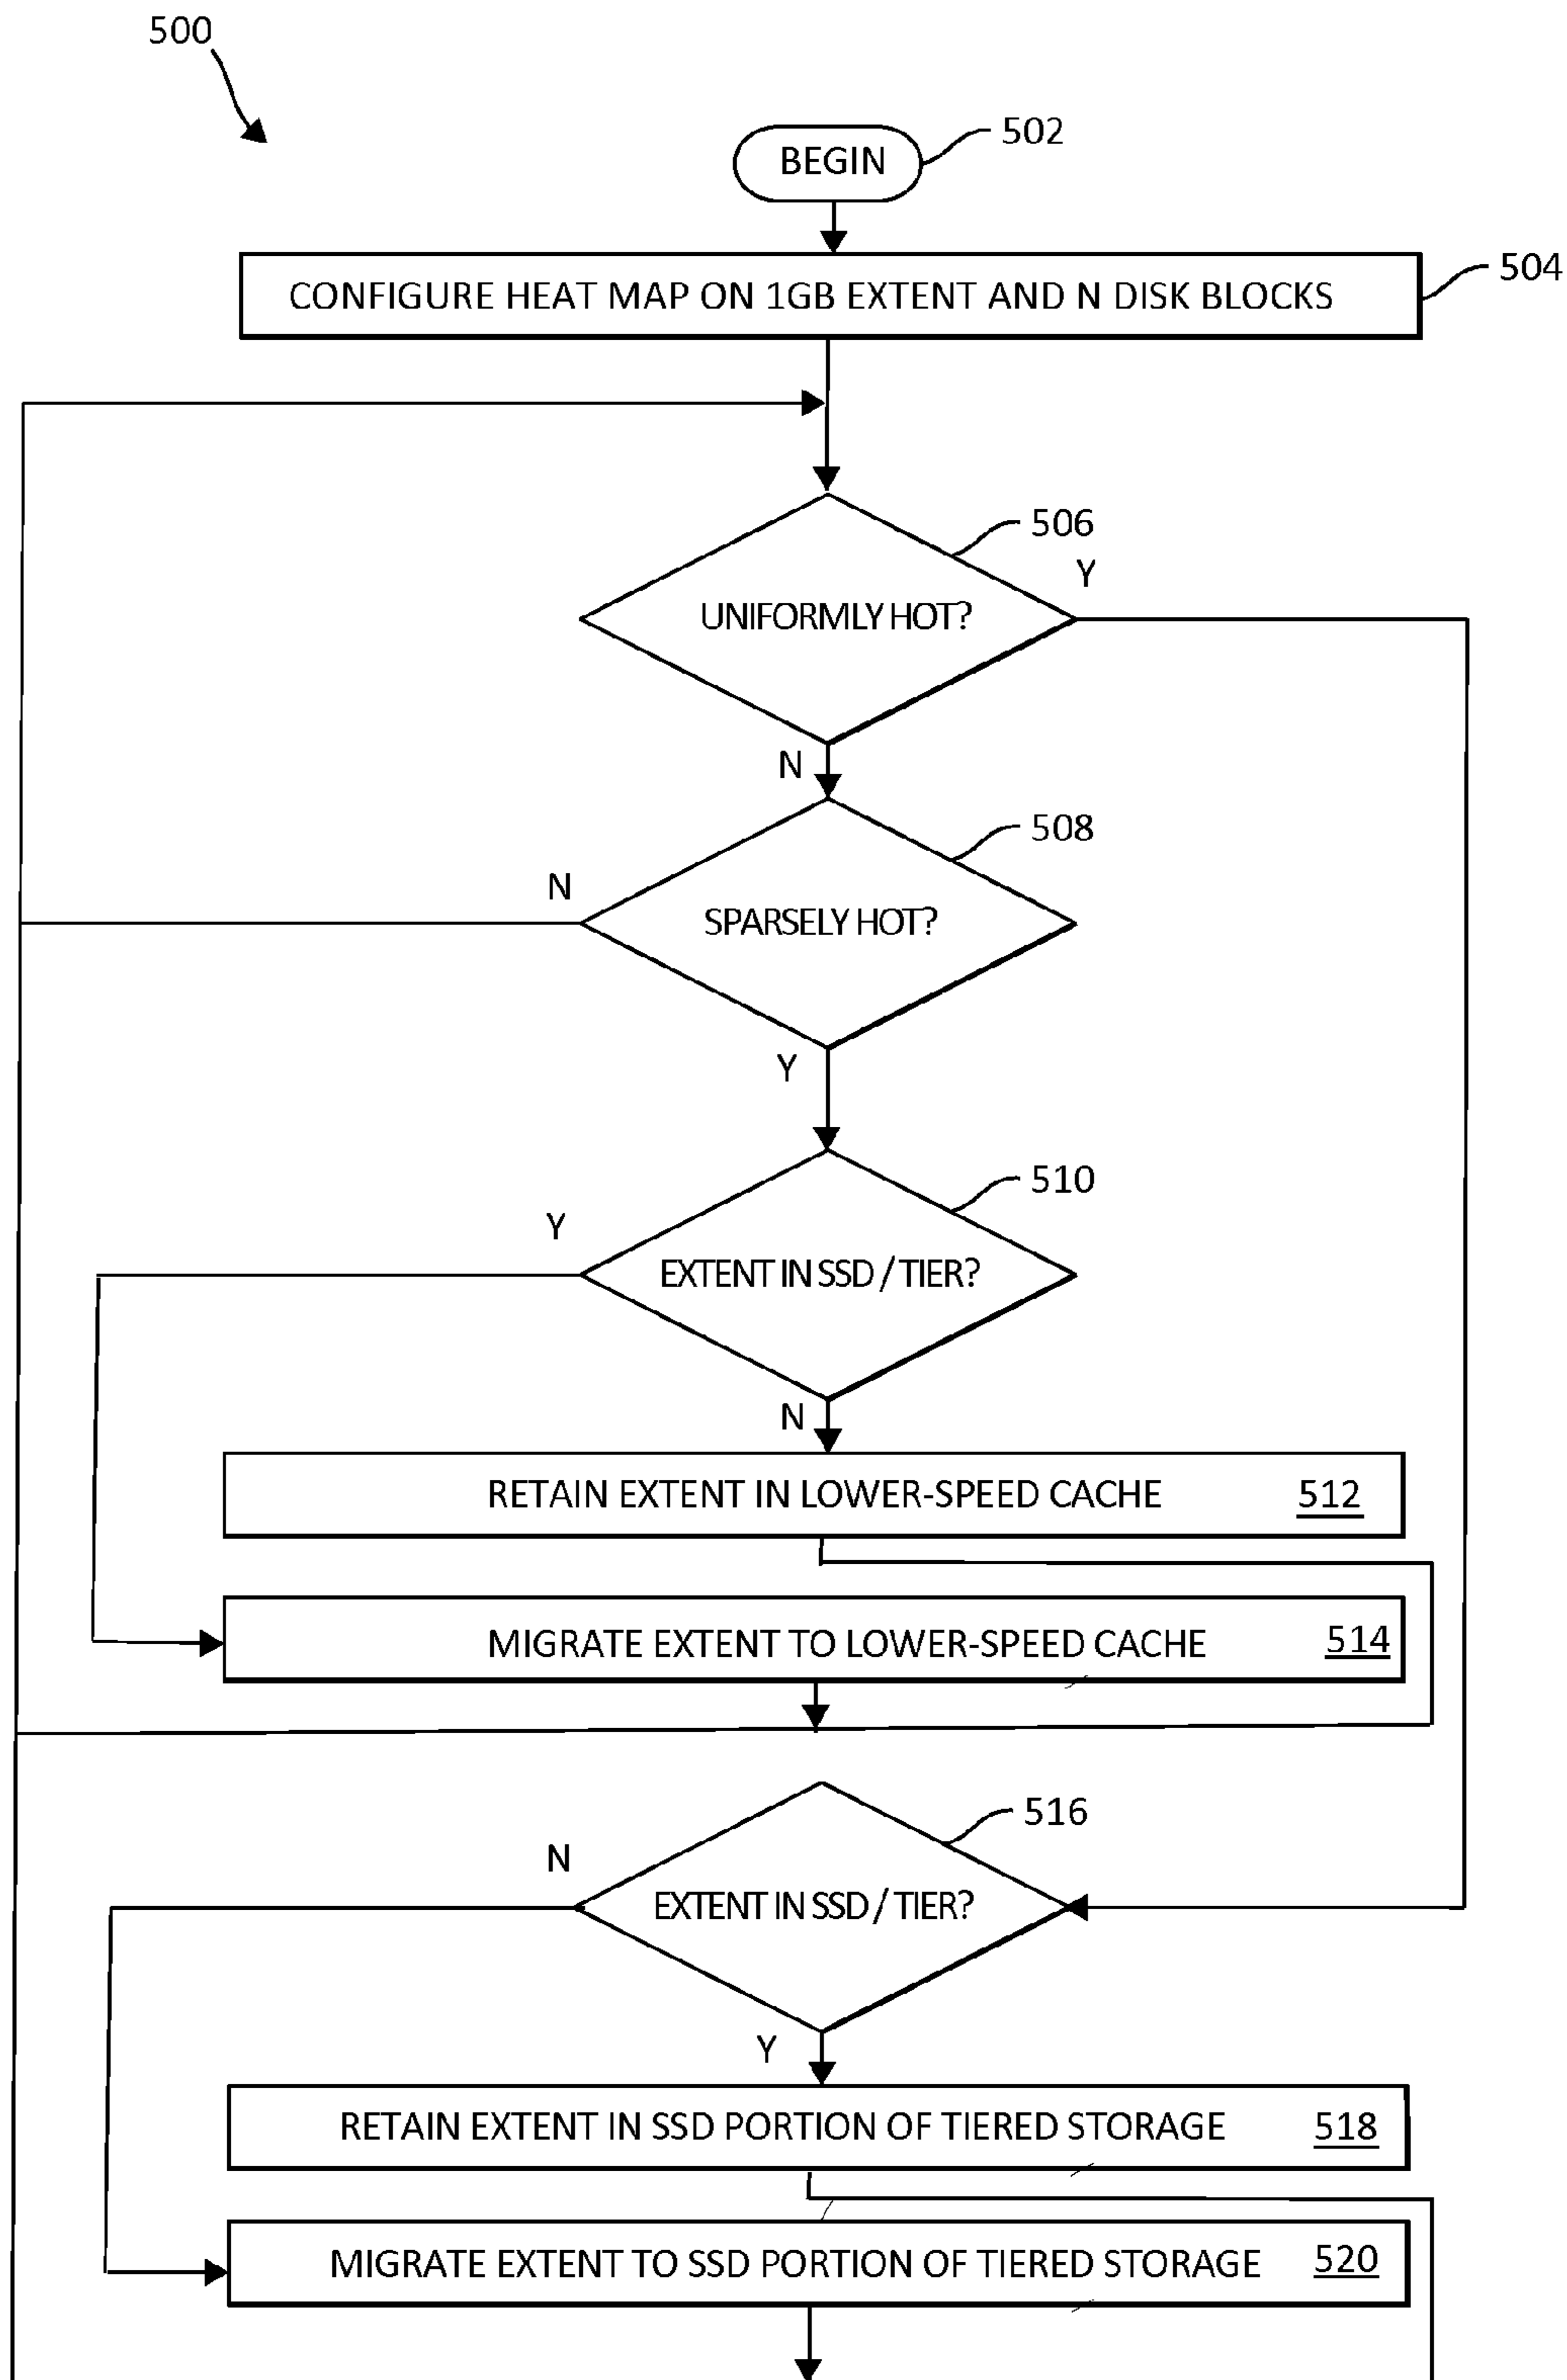 500
BEGIN
502
CONFIGURE HEAT MAP ON 1GB EXTENT AND N DISK BLOCKS
504
506
Y
UNIFORMLY HOT?
N
508
N
SPARSELY HOT?
Y
510
Y
EXTENT IN SSD / TIER?
N
RETAIN EXTENT IN LOWER-SPEED CACHE 512
MIGRATE EXTENT TO LOWER-SPEED CACHE 514
516
N
EXTENT IN SSD / TIER?
Y
RETAIN EXTENT IN SSD PORTION OF TIERED STORAGE 518
MIGRATE EXTENT TO SSD PORTION OF TIERED STORAGE 520